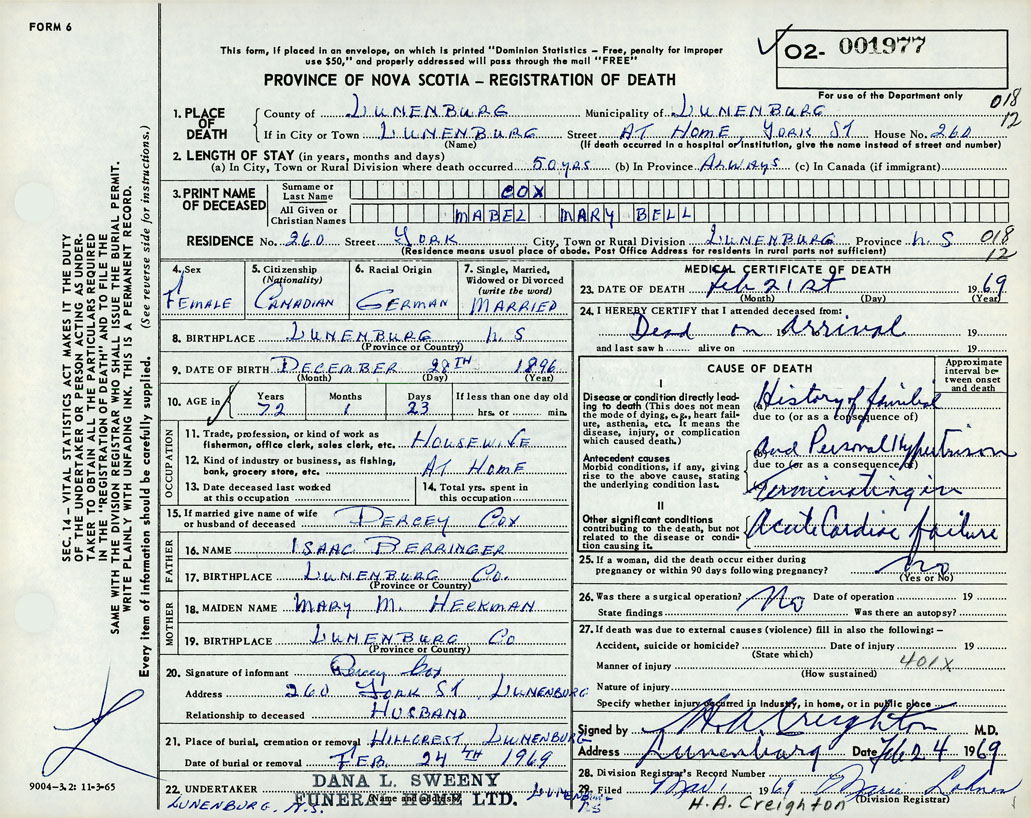 FORM 6
This form, if placed in an envelope, on which is printed "Dominion Statistics – Free, penalty for improper
use $50," and properly addressed will pass through the mail "FREE"
PROVINCE OF NOVA SCOTIA – REGISTRATION OF DEATH
O2- 001977
For use of the Department only
018
12
1. PLACE OF DEATH
County of LUNENBURG Municipality of LUNENBURG
If in City or Town LUNENBURG Street AT HOME, YORK ST House No. 260
(Name) (If death occurred in a hospital or institution, give the name instead of street and number)
2. LENGTH OF STAY (in years, months and days)
(a) In City, Town or Rural Division where death occurred 50 yrs (b) In Province ALWAYS (c) In Canada (if immigrant)
3. PRINT NAME OF DECEASED
Surname or Last Name COX
All Given or Christian Names MABEL MARY BELL
RESIDENCE No. 260 Street YORK City, Town or Rural Division LUNENBURG Province N.S
(Residence means usual place of abode. Post Office Address for residents in rural parts not sufficient)
018
12
4. Sex
FEMALE
5. Citizenship
(Nationality)
CANADIAN
6. Racial Origin
GERMAN
7. Single, Married,
Widowed or Divorced
(write the word)
MARRIED
8. BIRTHPLACE LUNENBURG N.S
(Province or Country)
9. DATE OF BIRTH DECEMBER 28TH 1896
(Month) (Day) (Year)
10. AGE in Years Months Days If less than one day old
72 1 23 hrs. or min.
OCCUPATION
11. Trade, profession, or kind of work as
fishermen, office clerk, sales clerk, etc. HOUSEWIFE
12. Kind of industry or business, as fishing,
bank, grocery store, etc. AT HOME
13. Date deceased last worked
at this occupation
14. Total yrs. spent in
this occupation
15. If married give name of wife
or husband of deceased PERCEY COX
FATHER
16. NAME ISAAC BERRINGER
17. BIRTHPLACE LUNENBURG CO.
(Province or Country)
MOTHER
18. MAIDEN NAME MARY M. HECKMAN
19. BIRTHPLACE LUNENBURG CO
(Province or Country)
20. Signature of informant Percey Cox
Address 260 YORK ST, LUNENBURG
Relationship to deceased HUSBAND
21. Place of burial, cremation or removal HILLCREST, LUNENBURG
Date of burial or removal FEB. 24TH 1969
22. UNDERTAKER DANA L. SWEENY
FUNERAL HOME LTD.
(Name and address)
LUNENBURG, N.S.
LUNENBURG
NS
MEDICAL CERTIFICATE OF DEATH
23. DATE OF DEATH Feb 21st 1969
(Month) (Day) (Year)
24. I HEREBY CERTIFY that I attended deceased from:
Dead on arrival 19 19
and last saw h alive on 19
CAUSE OF DEATH
Approximate
interval be-
tween onset
and death
I
Disease or condition directly lead-
ing to death (This does not mean
the mode of dying, e.g., heart fail-
ure, asthenia, etc. It means the
disease, injury, or complication
which caused death.)
(a) History of familial
due to (or as a consequence of)
Antecedent causes
Morbid conditions, if any, giving
rise to the above cause, stating
the underlying condition last.
and Personal Hypertension
due to (or as a consequence of)
Terminating in
II
Other significant conditions
contributing to the death, but not
related to the disease or condi-
tion causing it.
Acute Cardiac failure
25. If a woman, did the death occur either during
pregnancy or within 90 days following pregnancy? no
(Yes or No)
26. Was there a surgical operation? No Date of operation 19
State findings Was there an autopsy?
27. If death was due to external causes (violence) fill in also the following: –
Accident, suicide or homicide? Date of injury 19
(State which)
Manner of injury 401X
(How sustained)
Nature of injury
Specify whether injury occurred in industry, in home, or in public place
Signed by H A Creighton M.D.
Address Lunenburg Date Feb 24 1969
28. Division Registrar's Record Number
29. Filed 1969 Marie
(Division Registrar)
H.A. Creighton
SEC. 14 – VITAL STATISTICS ACT MAKES IT THE DUTY
OF THE UNDERTAKER OR PERSON ACTING AS UNDER-
TAKER TO OBTAIN ALL THE PARTICULARS REQUIRED
IN THE "REGISTRATION OF DEATH" AND TO FILE THE
SAME WITH THE DIVISION REGISTRAR WHO SHALL ISSUE THE BURIAL PERMIT.
WRITE PLAINLY WITH UNFADING INK. THIS IS A PERMANENT RECORD.
Every item of information should be carefully supplied. (See reverse side for instructions.)
9004–3.2: 11-3-65